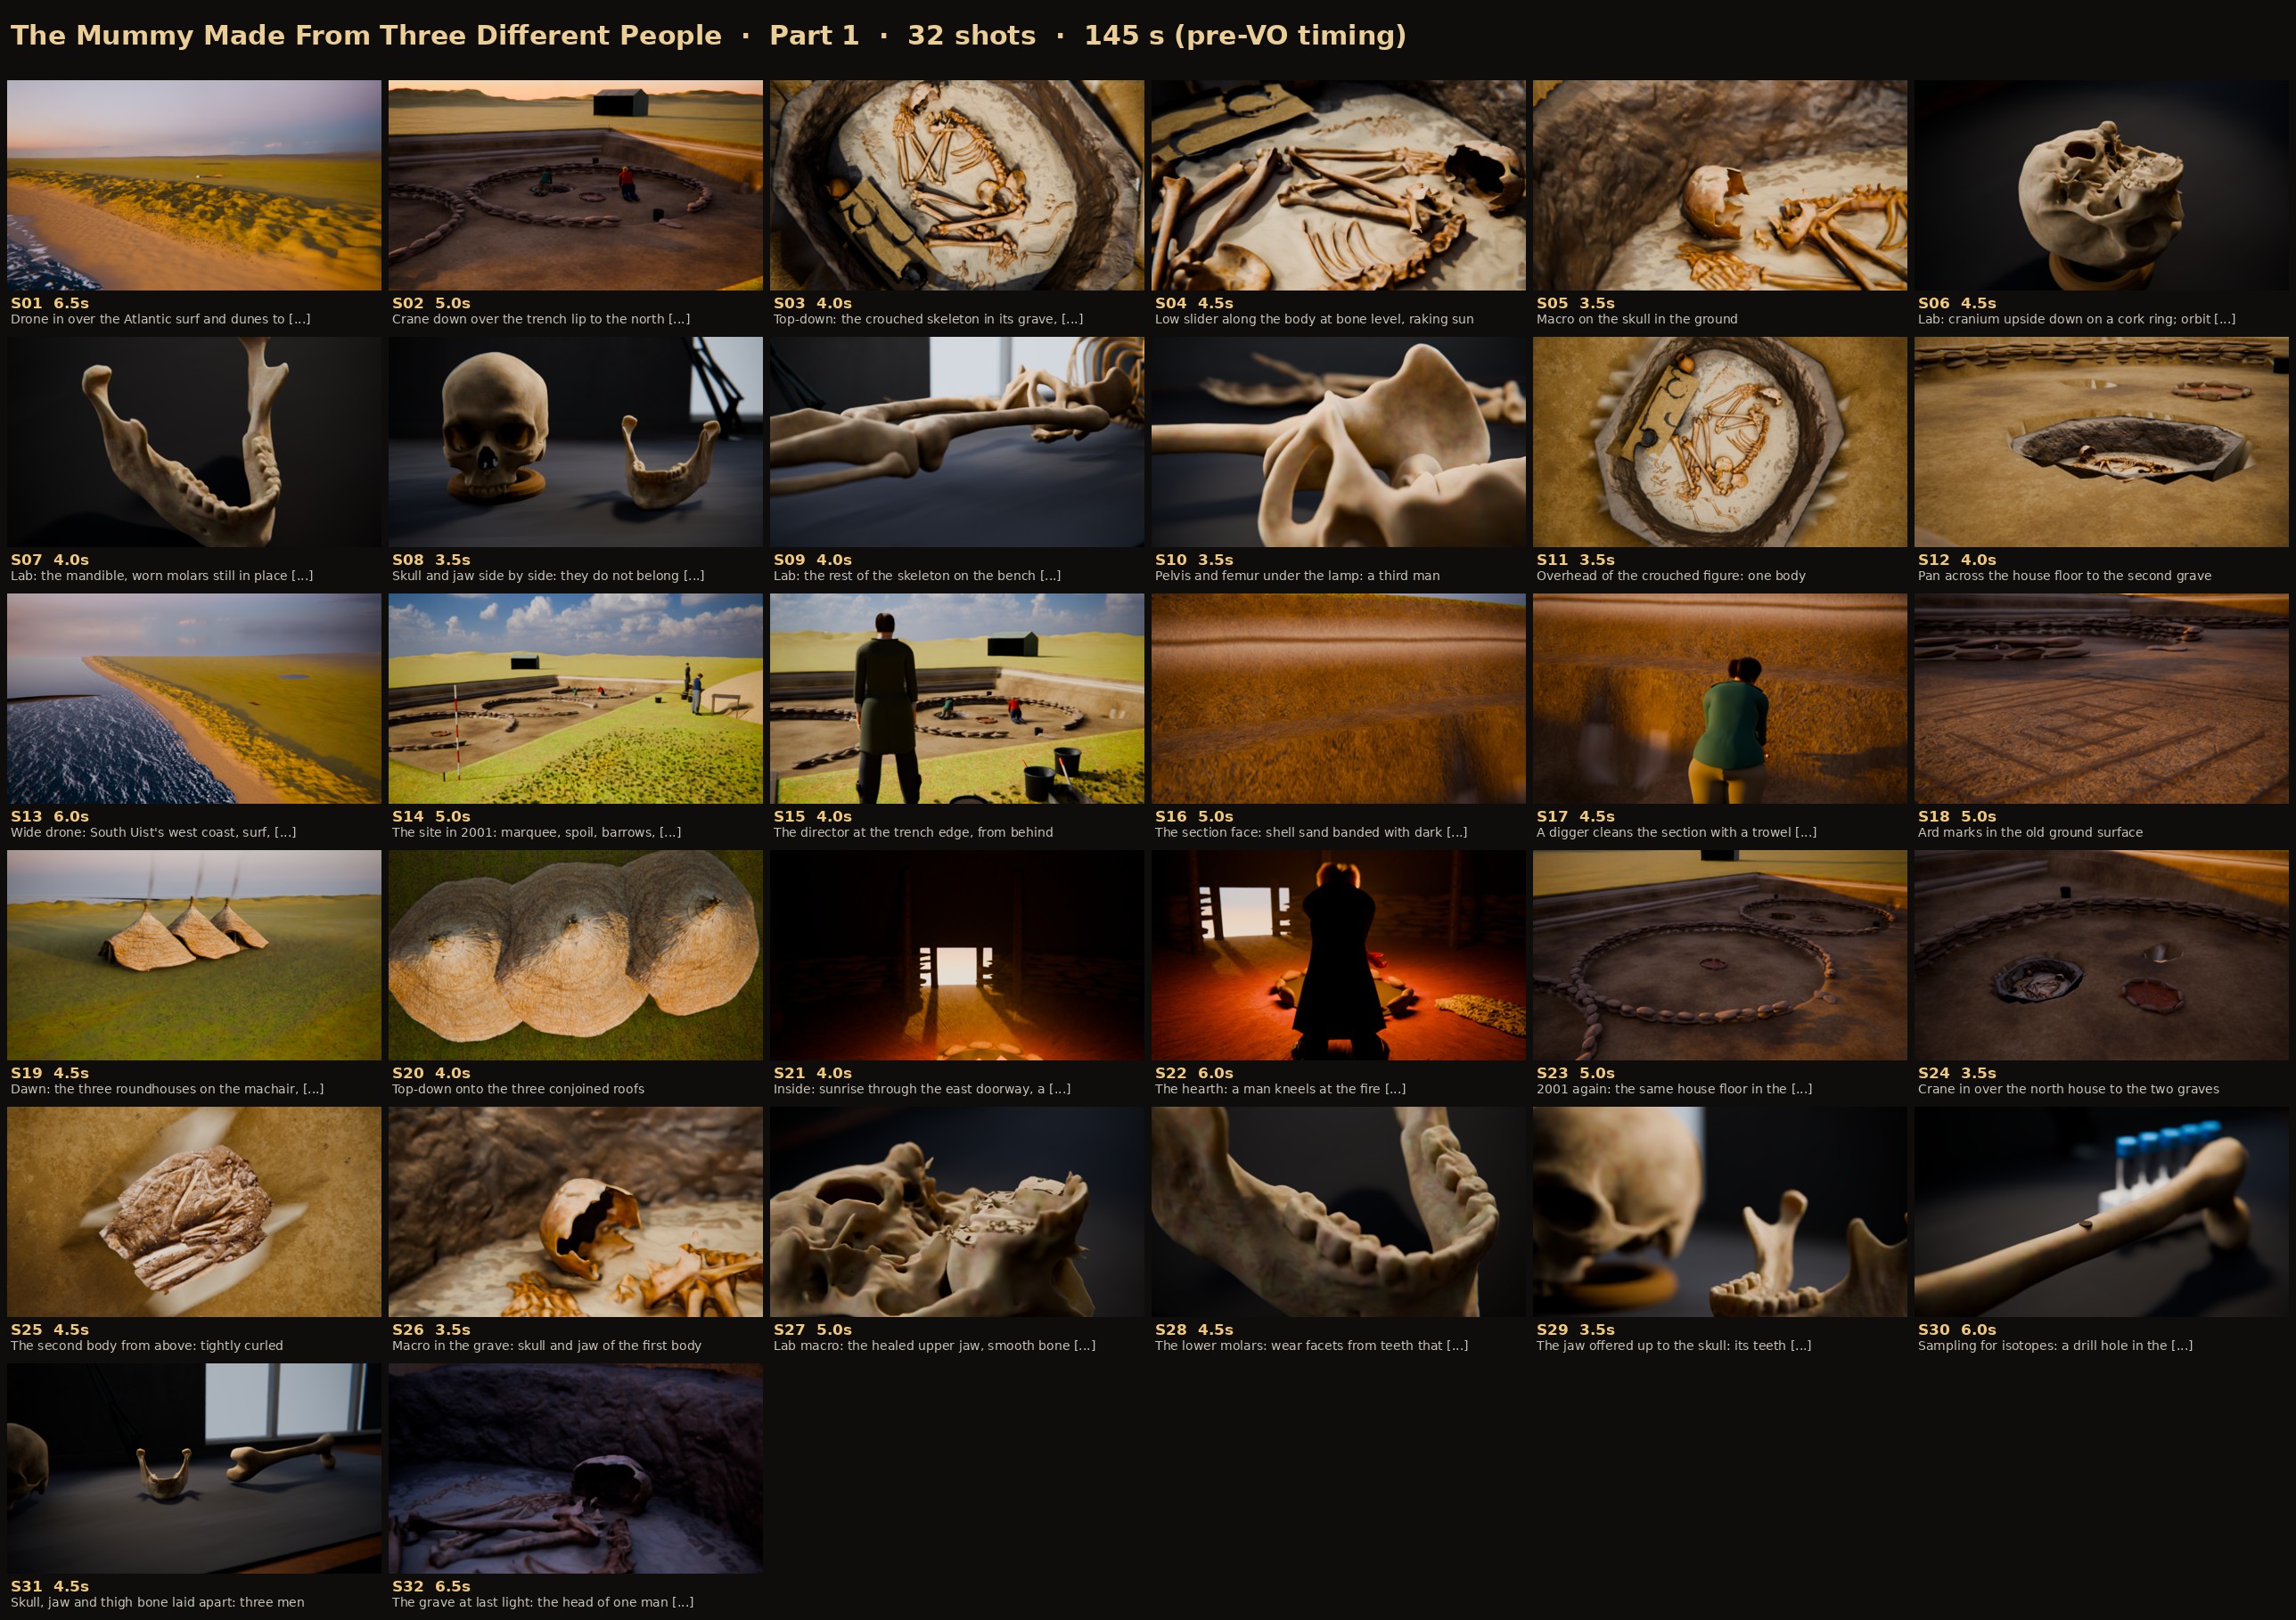 The Mummy Made From Three Different People · Part 1 · 32 shots · 145 s (pre-VO timing)
S01 6.5s
Drone in over the Atlantic surf and dunes to [...]
S02 5.0s
Crane down over the trench lip to the north [...]
S03 4.0s
Top-down: the crouched skeleton in its grave, [...]
S04 4.5s
Low slider along the body at bone level, raking sun
S05 3.5s
Macro on the skull in the ground
S06 4.5s
Lab: cranium upside down on a cork ring; orbit [...]
S07 4.0s
Lab: the mandible, worn molars still in place [...]
S08 3.5s
Skull and jaw side by side: they do not belong [...]
S09 4.0s
Lab: the rest of the skeleton on the bench [...]
S10 3.5s
Pelvis and femur under the lamp: a third man
S11 3.5s
Overhead of the crouched figure: one body
S12 4.0s
Pan across the house floor to the second grave
S13 6.0s
Wide drone: South Uist's west coast, surf, [...]
S14 5.0s
The site in 2001: marquee, spoil, barrows, [...]
S15 4.0s
The director at the trench edge, from behind
S16 5.0s
The section face: shell sand banded with dark [...]
S17 4.5s
A digger cleans the section with a trowel [...]
S18 5.0s
Ard marks in the old ground surface
S19 4.5s
Dawn: the three roundhouses on the machair, [...]
S20 4.0s
Top-down onto the three conjoined roofs
S21 4.0s
Inside: sunrise through the east doorway, a [...]
S22 6.0s
The hearth: a man kneels at the fire [...]
S23 5.0s
2001 again: the same house floor in the [...]
S24 3.5s
Crane in over the north house to the two graves
S25 4.5s
The second body from above: tightly curled
S26 3.5s
Macro in the grave: skull and jaw of the first body
S27 5.0s
Lab macro: the healed upper jaw, smooth bone [...]
S28 4.5s
The lower molars: wear facets from teeth that [...]
S29 3.5s
The jaw offered up to the skull: its teeth [...]
S30 6.0s
Sampling for isotopes: a drill hole in the [...]
S31 4.5s
Skull, jaw and thigh bone laid apart: three men
S32 6.5s
The grave at last light: the head of one man [...]